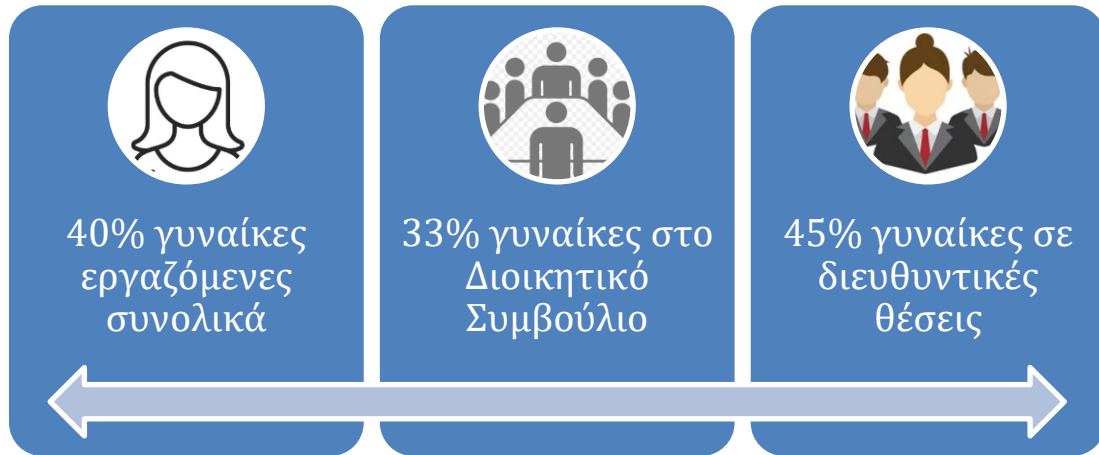 40% γυναίκες
εργαζόμενες
συνολικά
33% γυναίκες στο
Διοικητικό
Συμβούλιο
45% γυναίκες σε
διευθυντικές
θέσεις